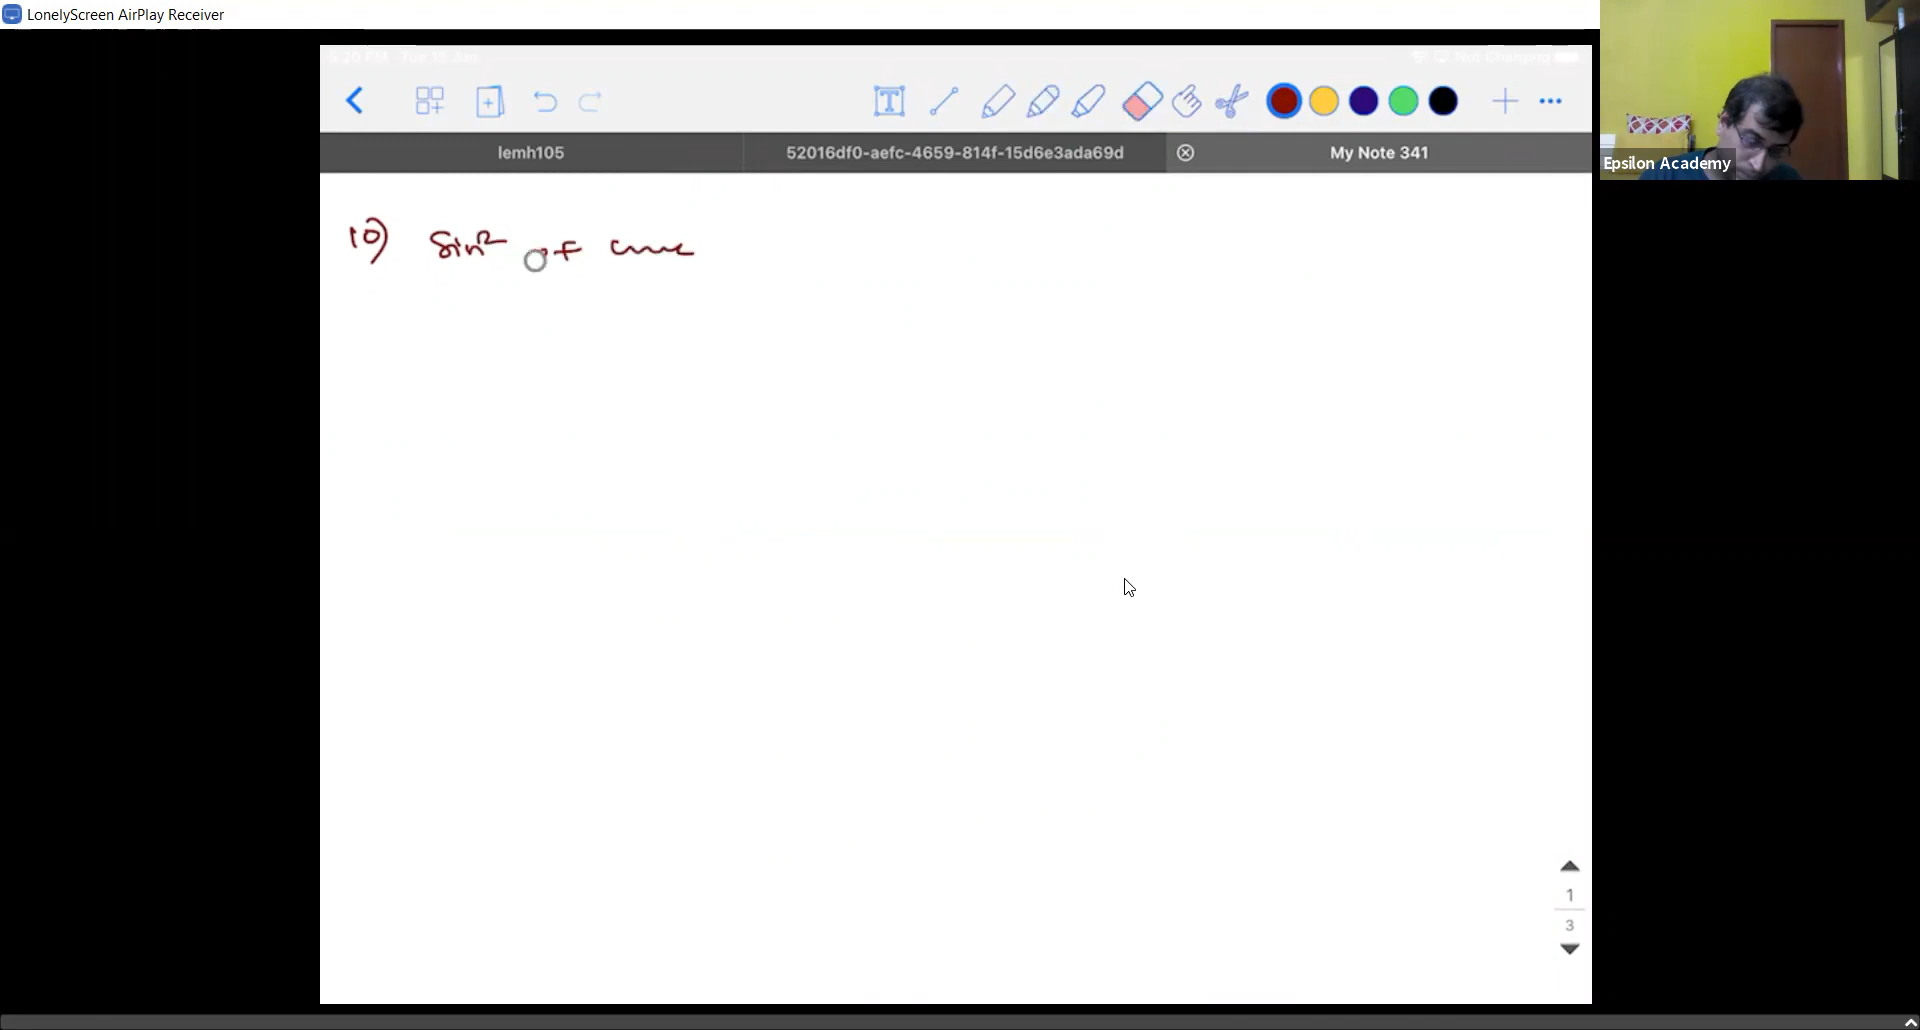 LonelyScreen AirPlay Receiver
lemh105
52016df0-aefc-4659-814f-15d6e3ada69d
My Note 341
Epsilon Academy
10) Sin² of
1
3